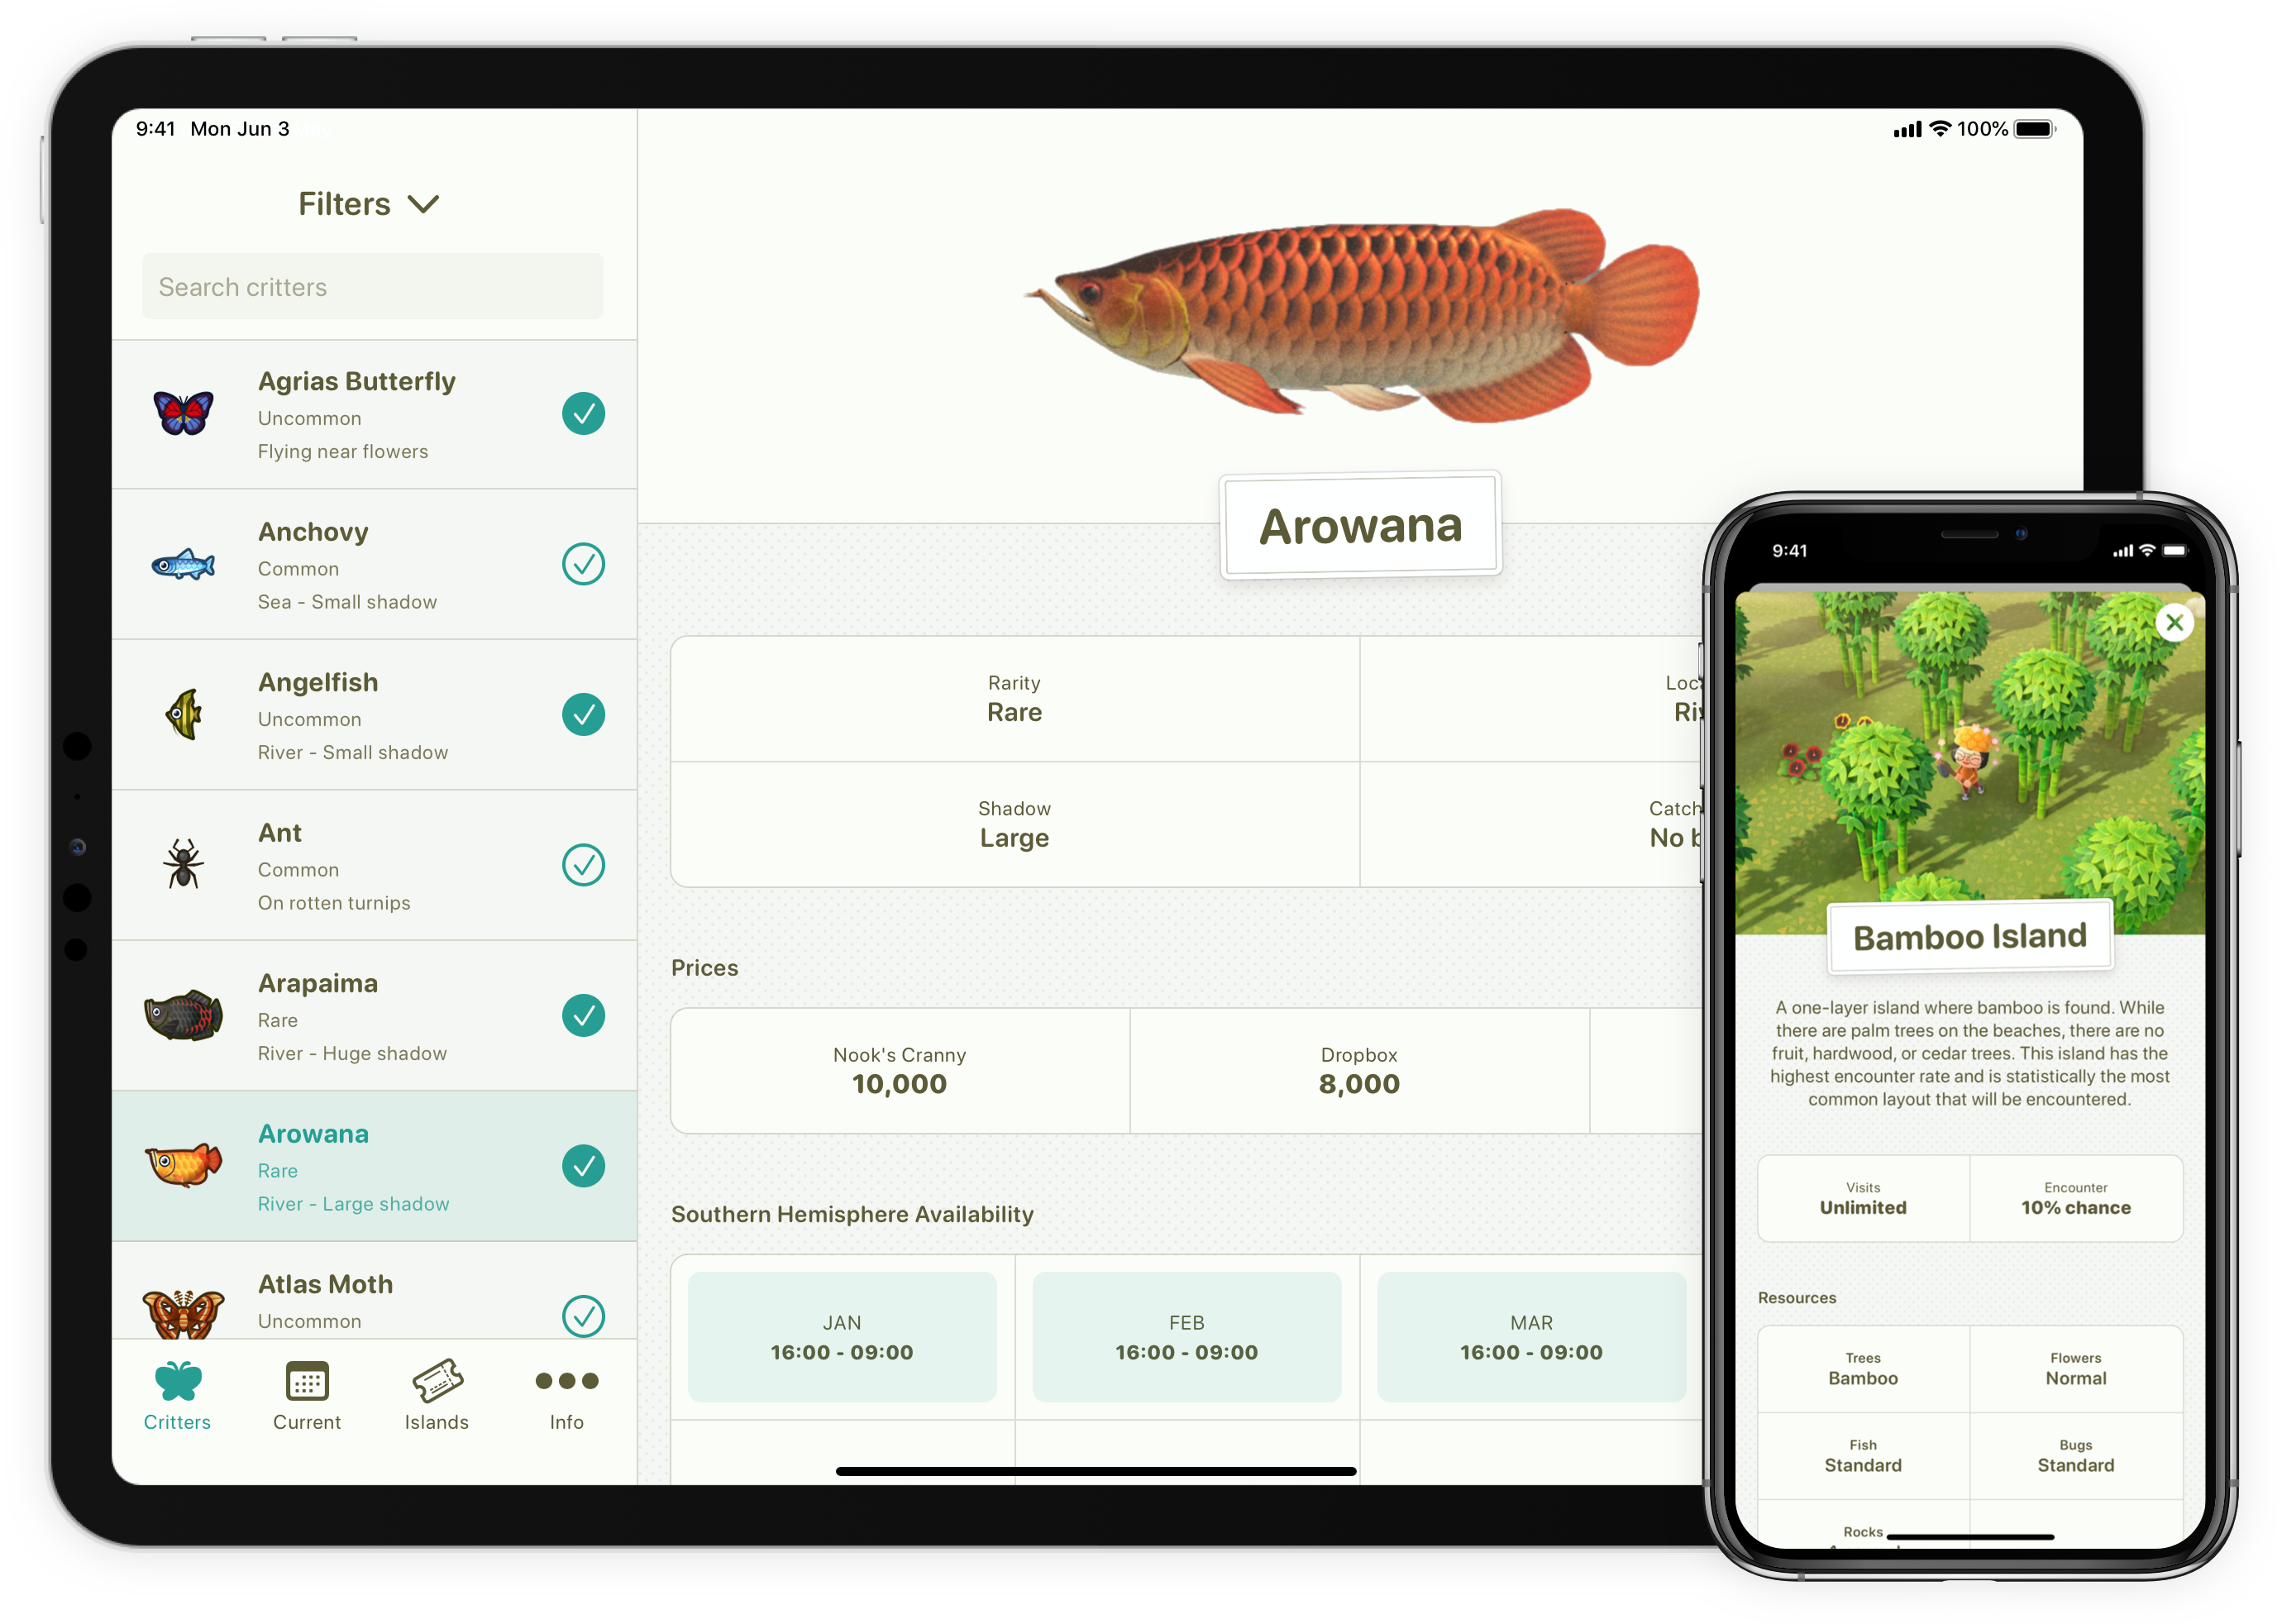 9:41 Mon Jun 3
100%
Filters
Search critters
Agrias Butterfly
Uncommon
Flying near flowers
Anchovy
Common
Sea - Small shadow
Angelfish
Uncommon
River - Small shadow
Ant
Common
On rotten turnips
Arapaima
Rare
River - Huge shadow
Arowana
Rare
River - Large shadow
Atlas Moth
Uncommon
Critters
Current
Islands
Info
Arowana
Rarity
Rare
Shadow
Large
Catch
No
Prices
Nook's Cranny
10,000
Dropbox
8,000
Southern Hemisphere Availability
JAN
16:00 - 09:00
FEB
16:00 - 09:00
MAR
16:00 - 09:00
9:41
Bamboo Island
A one-layer island where bamboo is found. While
there are palm trees on the beaches, there are no
fruit, hardwood, or cedar trees. This island has the
highest encounter rate and is statistically the most
common layout that will be encountered.
Visits
Unlimited
Encounter
10% chance
Resources
Trees
Bamboo
Flowers
Normal
Fish
Standard
Bugs
Standard
Rocks